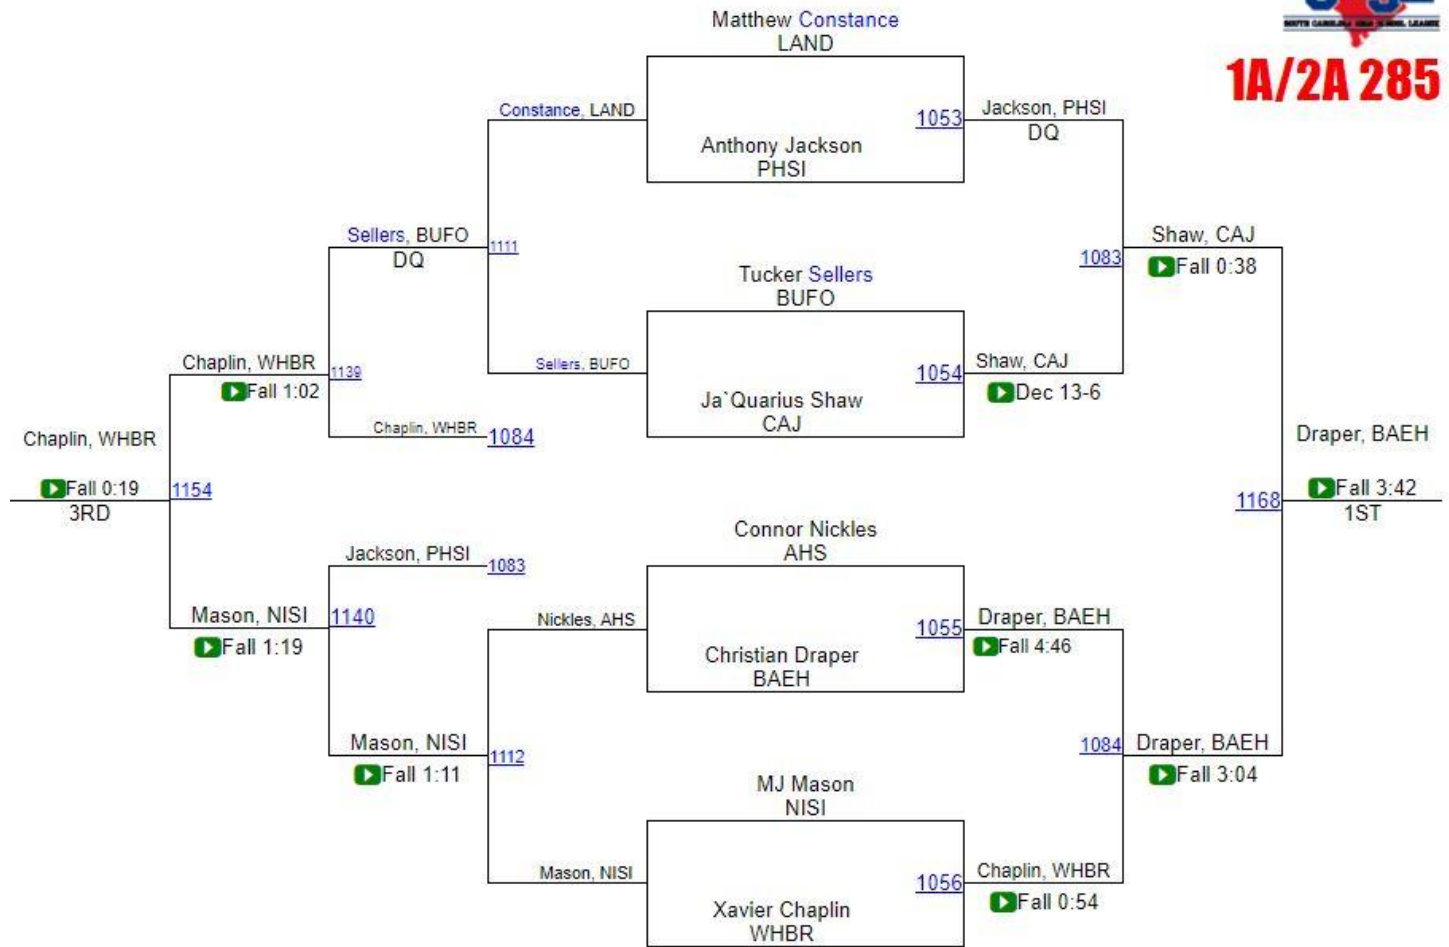 SOUTH CAROLINA HIGH SCHOOL LEAGUE
1A/2A 285
Matthew Constance
LAND
Constance, LAND
1053
Jackson, PHSI
DQ
Anthony Jackson
PHSI
Sellers, BUFO
DQ
1111
Shaw, CAJ
Fall 0:38
1083
Tucker Sellers
BUFO
Chaplin, WHBR
Fall 1:02
1139
Sellers, BUFO
1054
Shaw, CAJ
Dec 13-6
Ja`Quarius Shaw
CAJ
Chaplin, WHBR
1084
Chaplin, WHBR
Fall 0:19
3RD
1154
Draper, BAEH
Fall 3:42
1ST
1168
Connor Nickles
AHS
Jackson, PHSI
1083
Mason, NISI
Fall 1:19
1140
Nickles, AHS
1055
Draper, BAEH
Fall 4:46
Christian Draper
BAEH
Mason, NISI
Fall 1:11
1112
1084
Draper, BAEH
Fall 3:04
MJ Mason
NISI
Mason, NISI
1056
Chaplin, WHBR
Fall 0:54
Xavier Chaplin
WHBR